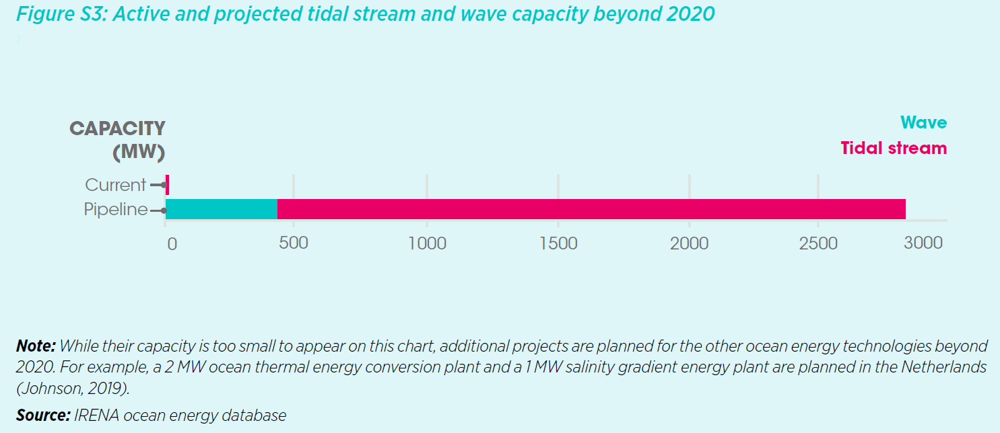 Figure S3: Active and projected tidal stream and wave capacity beyond 2020
CAPACITY
(MW)
Wave
Tidal stream
Current
Pipeline
0 500 1000 1500 2000 2500 3000
Note: While their capacity is too small to appear on this chart, additional projects are planned for the other ocean energy technologies beyond
2020. For example, a 2 MW ocean thermal energy conversion plant and a 1 MW salinity gradient energy plant are planned in the Netherlands
(Johnson, 2019).
Source: IRENA ocean energy database